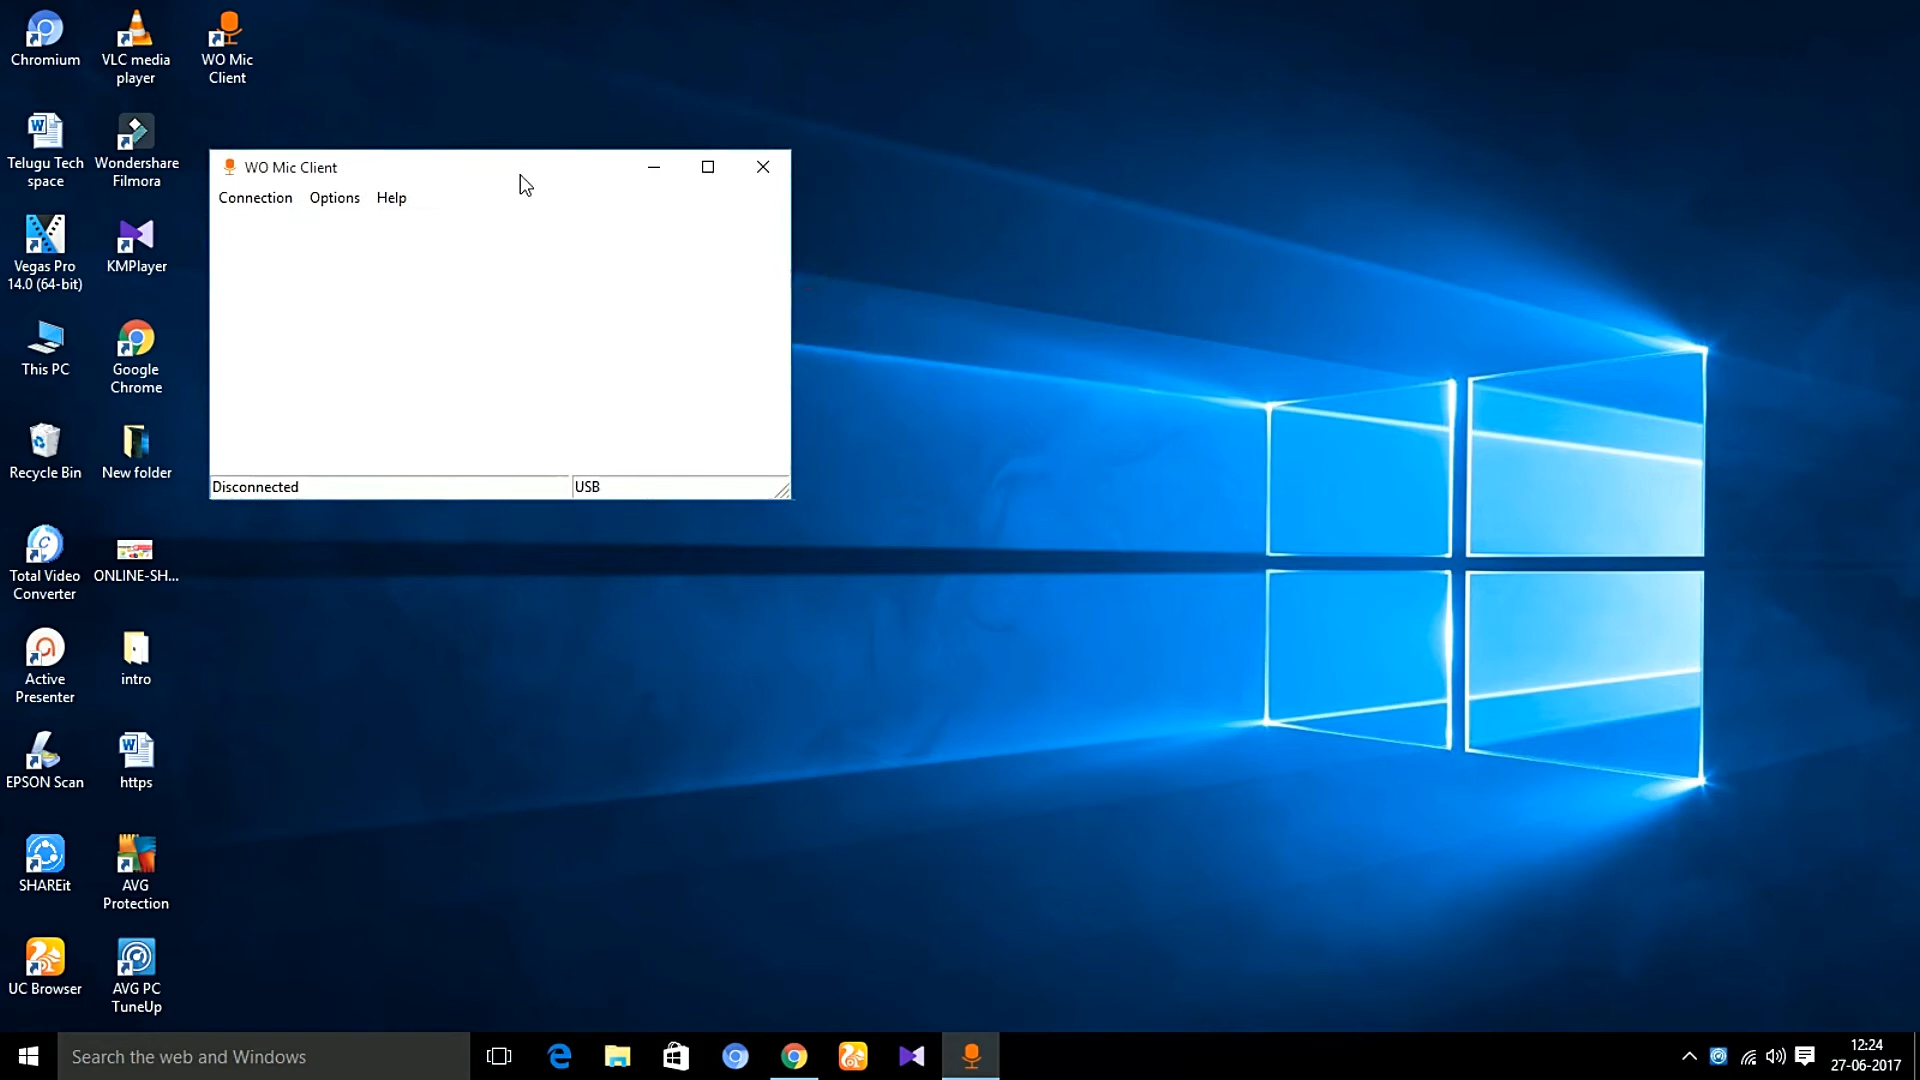 Chromium
VLC media
player
WO Mic
Client
Telugu Tech
space
Wondershare
Filmora
Vegas Pro
14.0 (64-bit)
KMPlayer
This PC
Google
Chrome
Recycle Bin
New folder
Total Video
Converter
ONLINE-SH...
Active
Presenter
intro
EPSON Scan
https
SHAREit
AVG
Protection
UC Browser
AVG PC
TuneUp
WO Mic Client
Connection Options Help
Disconnected USB
Search the web and Windows
12:24
27-06-2017